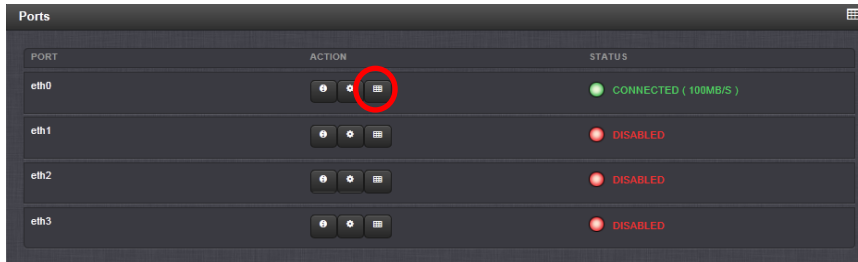 Ports
PORT ACTION STATUS
eth0 CONNECTED ( 100MB/S )
eth1 DISABLED
eth2 DISABLED
eth3 DISABLED